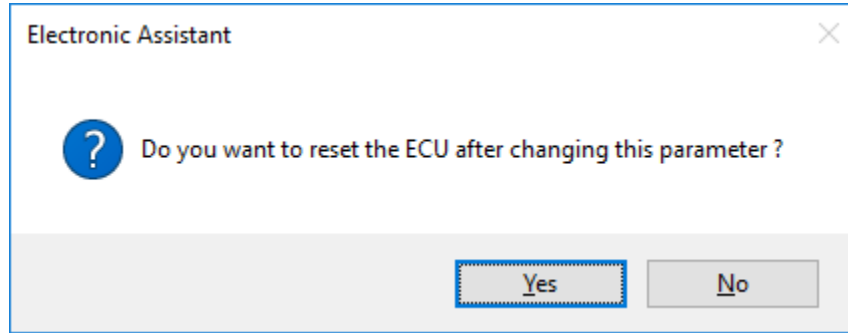 Electronic Assistant
Do you want to reset the ECU after changing this parameter ?
Yes
No